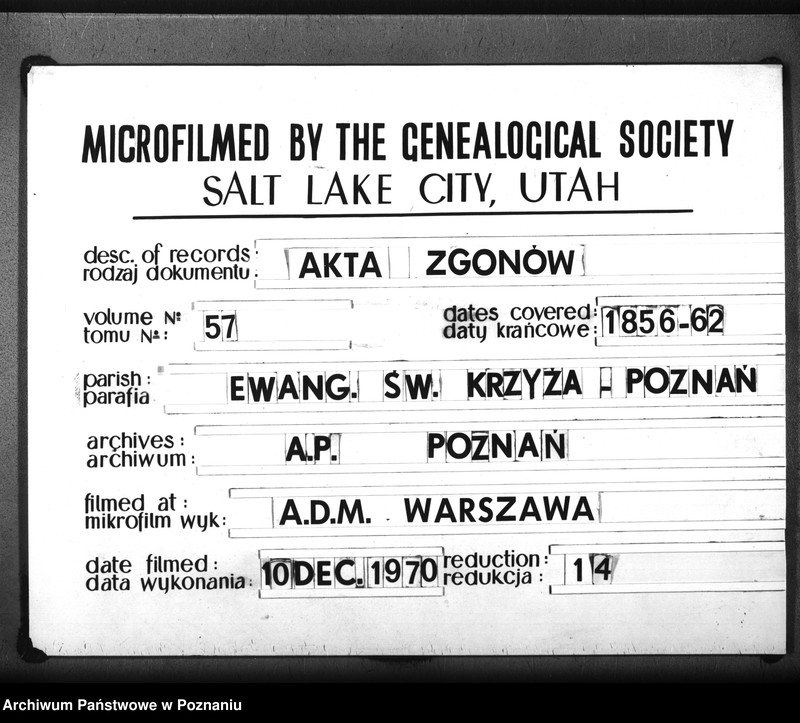 MICROFILMED BY THE GENEALOGICAL SOCIETY
SALT LAKE CITY, UTAH
desc. of records:
rodzaj dokumentu: AKTA ZGONÓW
volume №
tomu №: 57
dates covered:
daty krańcowe: 1856-62
parish:
parafia EWANG. ŚW. KRZYŻA - POZNAŃ
archives:
archiwum: A.P. POZNAŃ
filmed at:
mikrofilm wyk: A.D.M. WARSZAWA
date filmed:
data wykonania: 10 DEC. 1970
reduction:
redukcja: 14
Archiwum Państwowe w Poznaniu